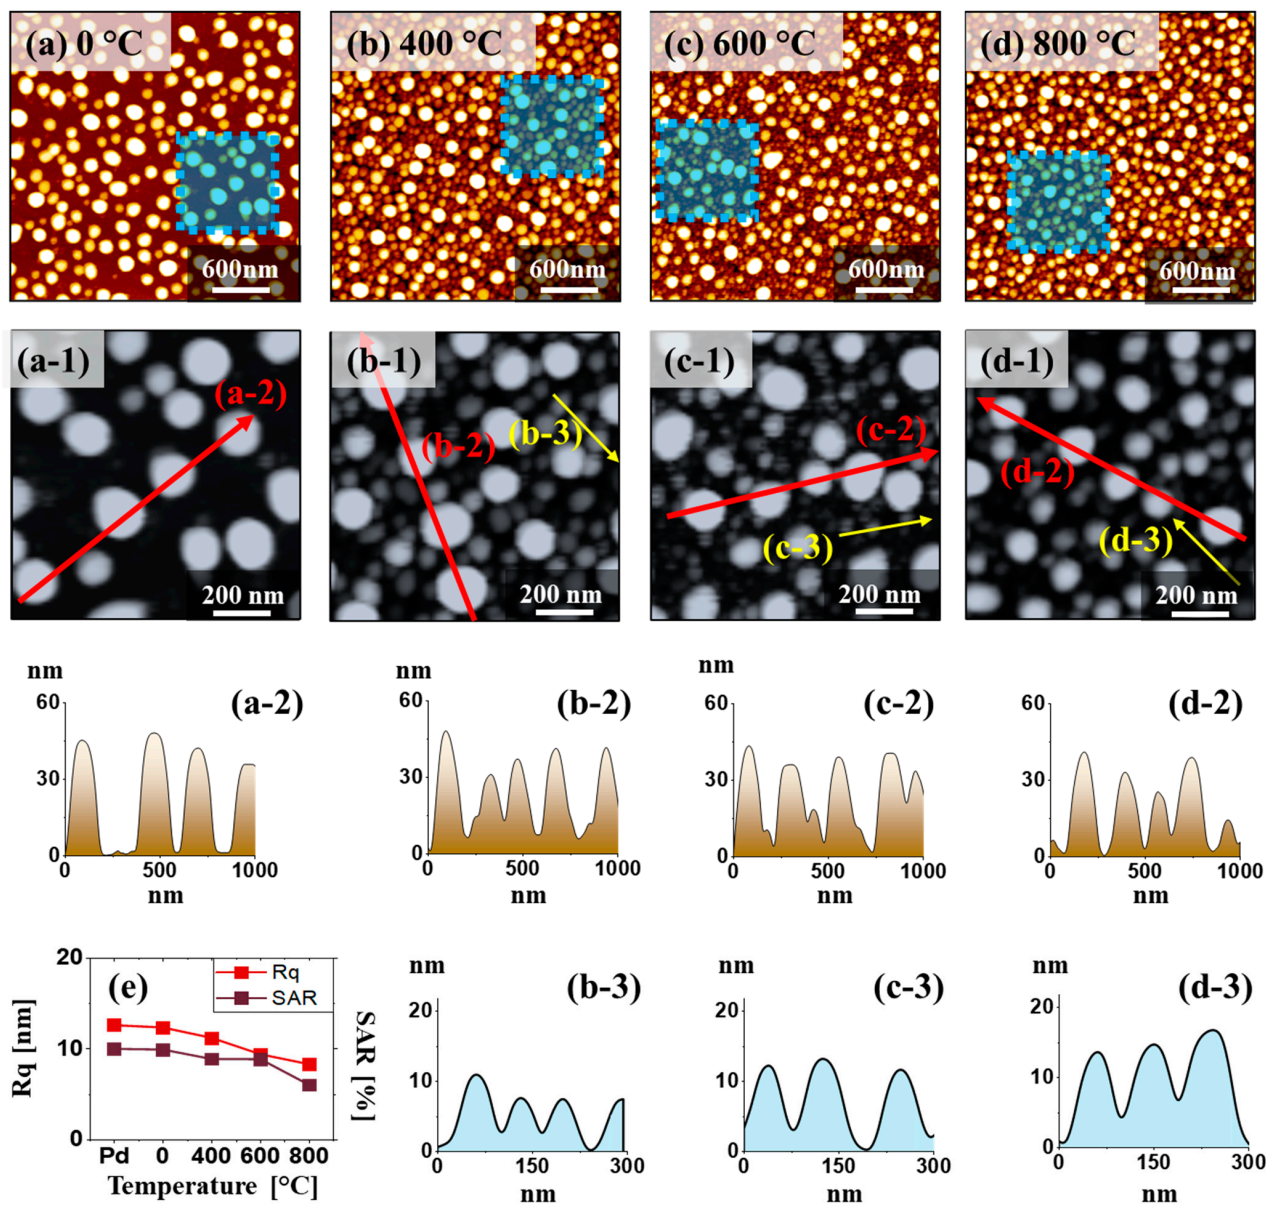 (a) 0 °C
(b) 400 °C
(c) 600 °C
(d) 800 °C
600nm
600nm
600nm
600nm
(a-1)
(b-1)
(c-1)
(d-1)
(a-2)
(b-2)
(b-3)
(c-2)
(c-3)
(d-2)
(d-3)
200 nm
200 nm
200 nm
200 nm
nm
(a-2)
60
30
0
0
500
1000
nm
nm
(b-2)
60
30
0
0
500
1000
nm
nm
(c-2)
60
30
0
0
500
1000
nm
nm
(d-2)
60
30
0
0
500
1000
nm
(e)
Rq
SAR
20
10
0
Rq [nm]
SAR [%]
Pd
0
400
600
800
Temperature [°C]
nm
(b-3)
20
10
0
0
150
300
nm
nm
(c-3)
20
10
0
0
150
300
nm
nm
(d-3)
20
10
0
0
150
300
nm